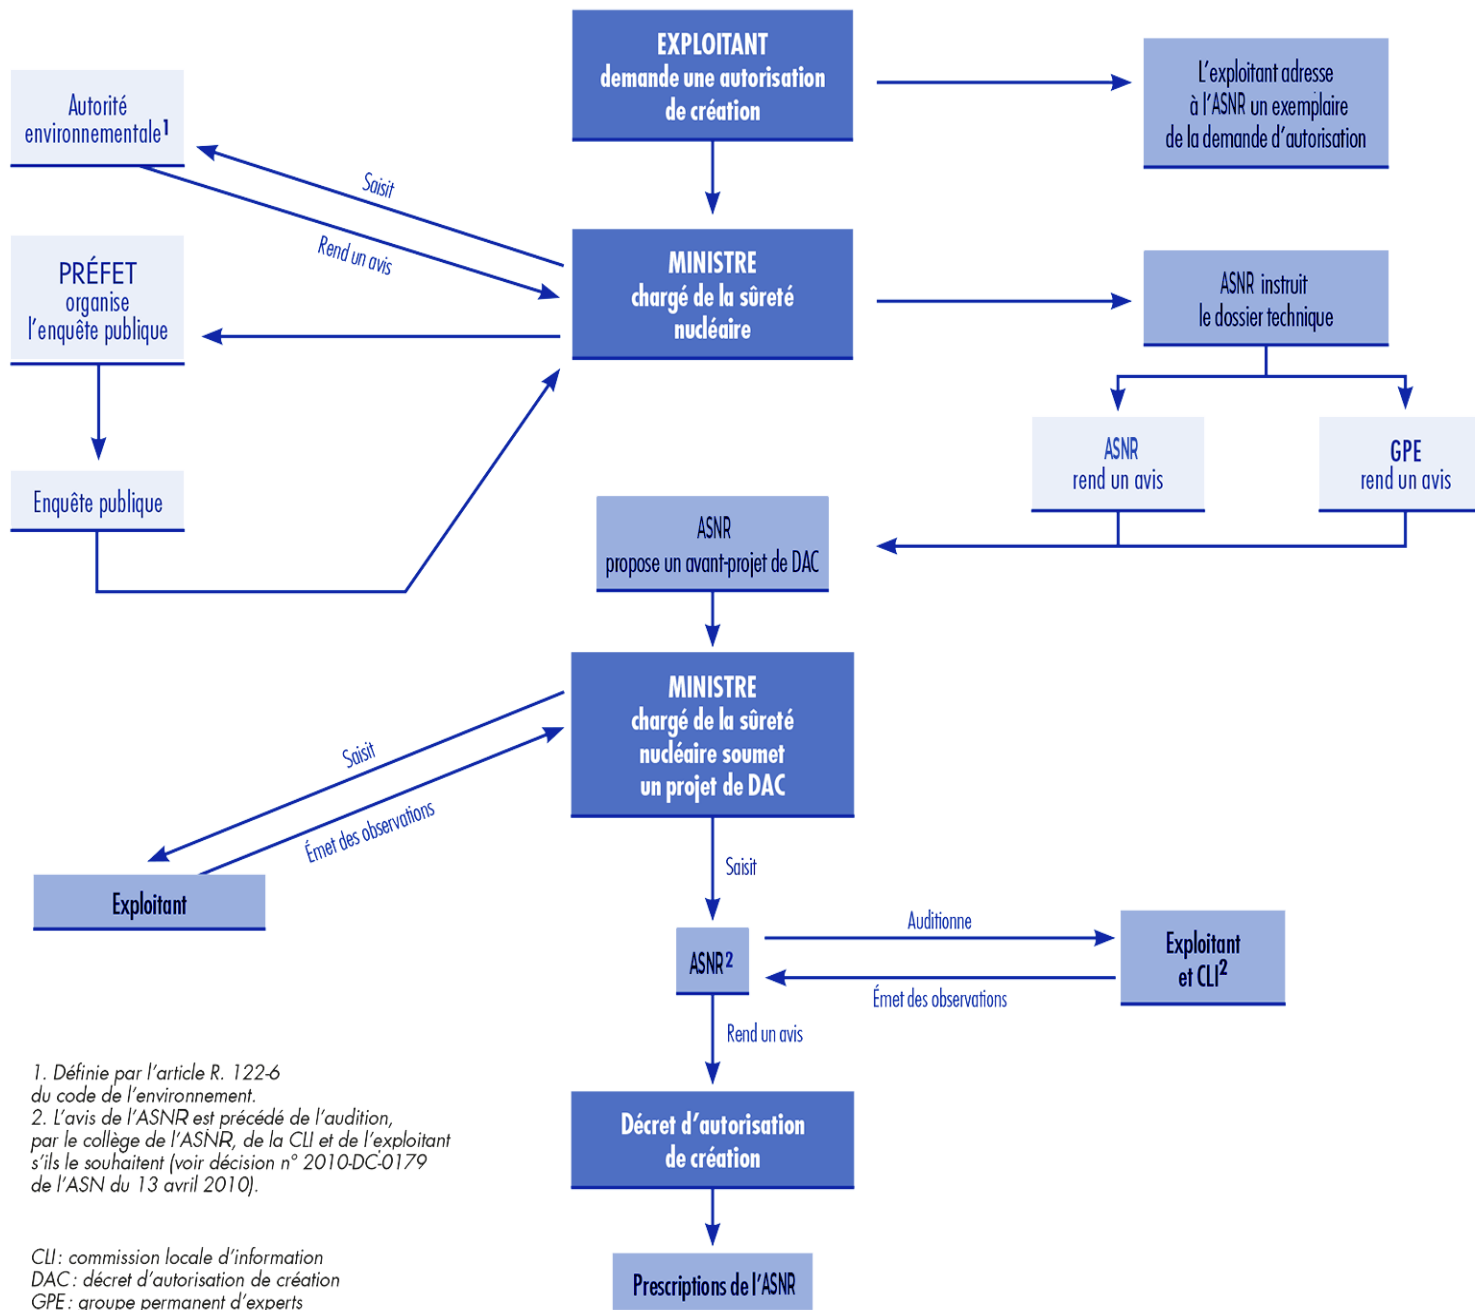 EXPLOITANT
demande une autorisation
de création
L'exploitant adresse
à l'ASNR un exemplaire
de la demande d'autorisation
Autorité
environnementale1
Saisit
Rend un avis
PRÉFET
organise
l'enquête publique
MINISTRE
chargé de la sûreté
nucléaire
ASNR instruit
le dossier technique
ASNR
rend un avis
GPE
rend un avis
Enquête publique
ASNR
propose un avant-projet de DAC
MINISTRE
chargé de la sûreté
nucléaire soumet
un projet de DAC
Saisit
Émet des observations
Exploitant
Saisit
ASNR2
Auditionne
Émet des observations
Exploitant
et CLI2
Rend un avis
Décret d'autorisation
de création
Prescriptions de l'ASNR
1. Définie par l'article R. 122-6
du code de l'environnement.
2. L'avis de l'ASNR est précédé de l'audition,
par le collège de l'ASNR, de la CLI et de l'exploitant
s'ils le souhaitent (voir décision n° 2010-DC-0179
de l'ASN du 13 avril 2010).
CLI : commission locale d'information
DAC : décret d'autorisation de création
GPE : groupe permanent d'experts